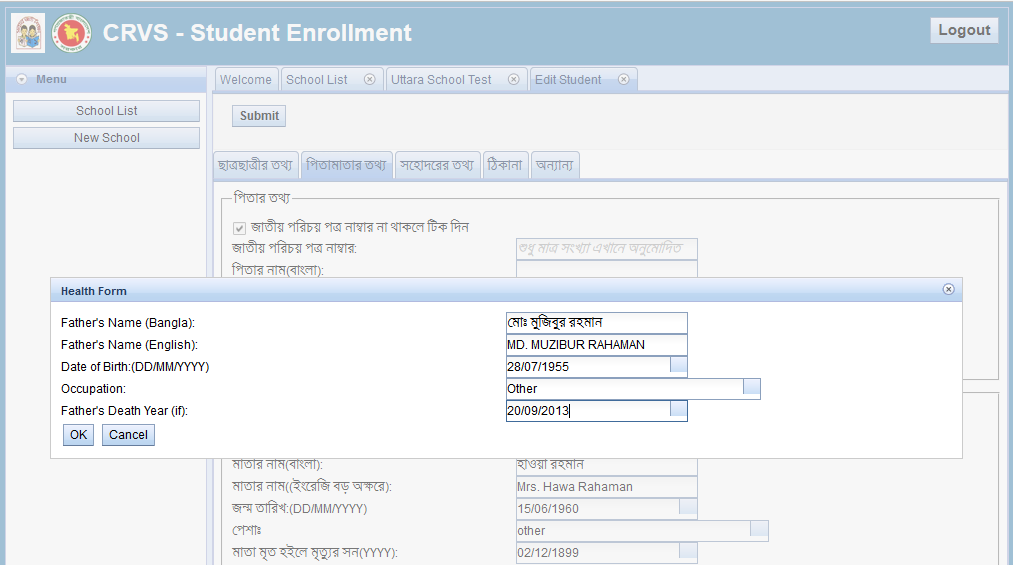 CRVS - Student Enrollment
Logout
Menu
School List
New School
Welcome School List Uttara School Test Edit Student
Submit
ছাত্রছাত্রীর তথ্য পিতামাতার তথ্য সহোদরের তথ্য ঠিকানা অন্যান্য
পিতার তথ্য
জাতীয় পরিচয় পত্র নাম্বার না থাকলে টিক দিন
জাতীয় পরিচয় পত্র নাম্বার: শুধু মাত্র সংখ্যা এখানে অনুমোদিত
পিতার নাম(বাংলা):
Health Form
Father's Name (Bangla): মোঃ মুজিবুর রহমান
Father's Name (English): MD. MUZIBUR RAHAMAN
Date of Birth:(DD/MM/YYYY) 28/07/1955
Occupation: Other
Father's Death Year (if): 20/09/2013
OK Cancel
মাতার নাম(বাংলা): হাওয়া রহমান
মাতার নাম((ইংরেজি বড় অক্ষরে): Mrs. Hawa Rahaman
জন্ম তারিখ:(DD/MM/YYYY) 15/06/1960
পেশাঃ other
মাতা মৃত হইলে মৃত্যুর সন(YYYY): 02/12/1899